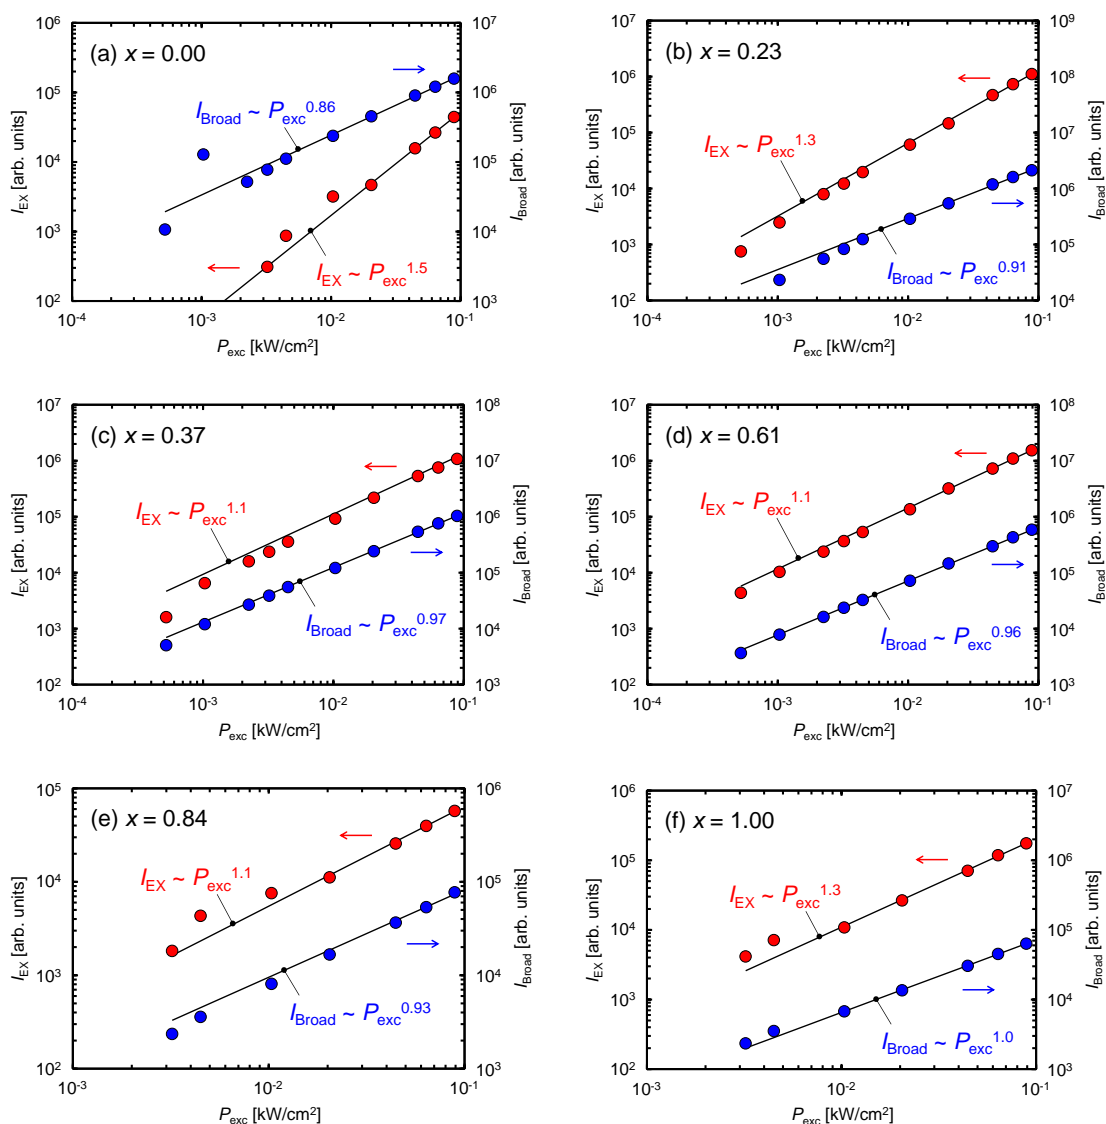 (a) x = 0.00
I_Broad ~ P_exc^0.86
I_EX ~ P_exc^1.5
I_EX [arb. units]
I_Broad [arb. units]
10^6
10^5
10^4
10^3
10^2
10^7
10^6
10^5
10^4
10^3
10^-4
10^-3
10^-2
10^-1
P_exc [kW/cm^2]
(b) x = 0.23
I_EX ~ P_exc^1.3
I_Broad ~ P_exc^0.91
I_EX [arb. units]
I_Broad [arb. units]
10^7
10^6
10^5
10^4
10^3
10^2
10^9
10^8
10^7
10^6
10^5
10^4
10^-4
10^-3
10^-2
10^-1
P_exc [kW/cm^2]
(c) x = 0.37
I_EX ~ P_exc^1.1
I_Broad ~ P_exc^0.97
I_EX [arb. units]
I_Broad [arb. units]
10^7
10^6
10^5
10^4
10^3
10^2
10^8
10^7
10^6
10^5
10^4
10^3
10^-4
10^-3
10^-2
10^-1
P_exc [kW/cm^2]
(d) x = 0.61
I_EX ~ P_exc^1.1
I_Broad ~ P_exc^0.96
I_EX [arb. units]
I_Broad [arb. units]
10^7
10^6
10^5
10^4
10^3
10^2
10^8
10^7
10^6
10^5
10^4
10^3
10^-4
10^-3
10^-2
10^-1
P_exc [kW/cm^2]
(e) x = 0.84
I_EX ~ P_exc^1.1
I_Broad ~ P_exc^0.93
I_EX [arb. units]
I_Broad [arb. units]
10^5
10^4
10^3
10^2
10^6
10^5
10^4
10^3
10^-3
10^-2
10^-1
P_exc [kW/cm^2]
(f) x = 1.00
I_EX ~ P_exc^1.3
I_Broad ~ P_exc^1.0
I_EX [arb. units]
I_Broad [arb. units]
10^6
10^5
10^4
10^3
10^2
10^7
10^6
10^5
10^4
10^3
10^-3
10^-2
10^-1
P_exc [kW/cm^2]